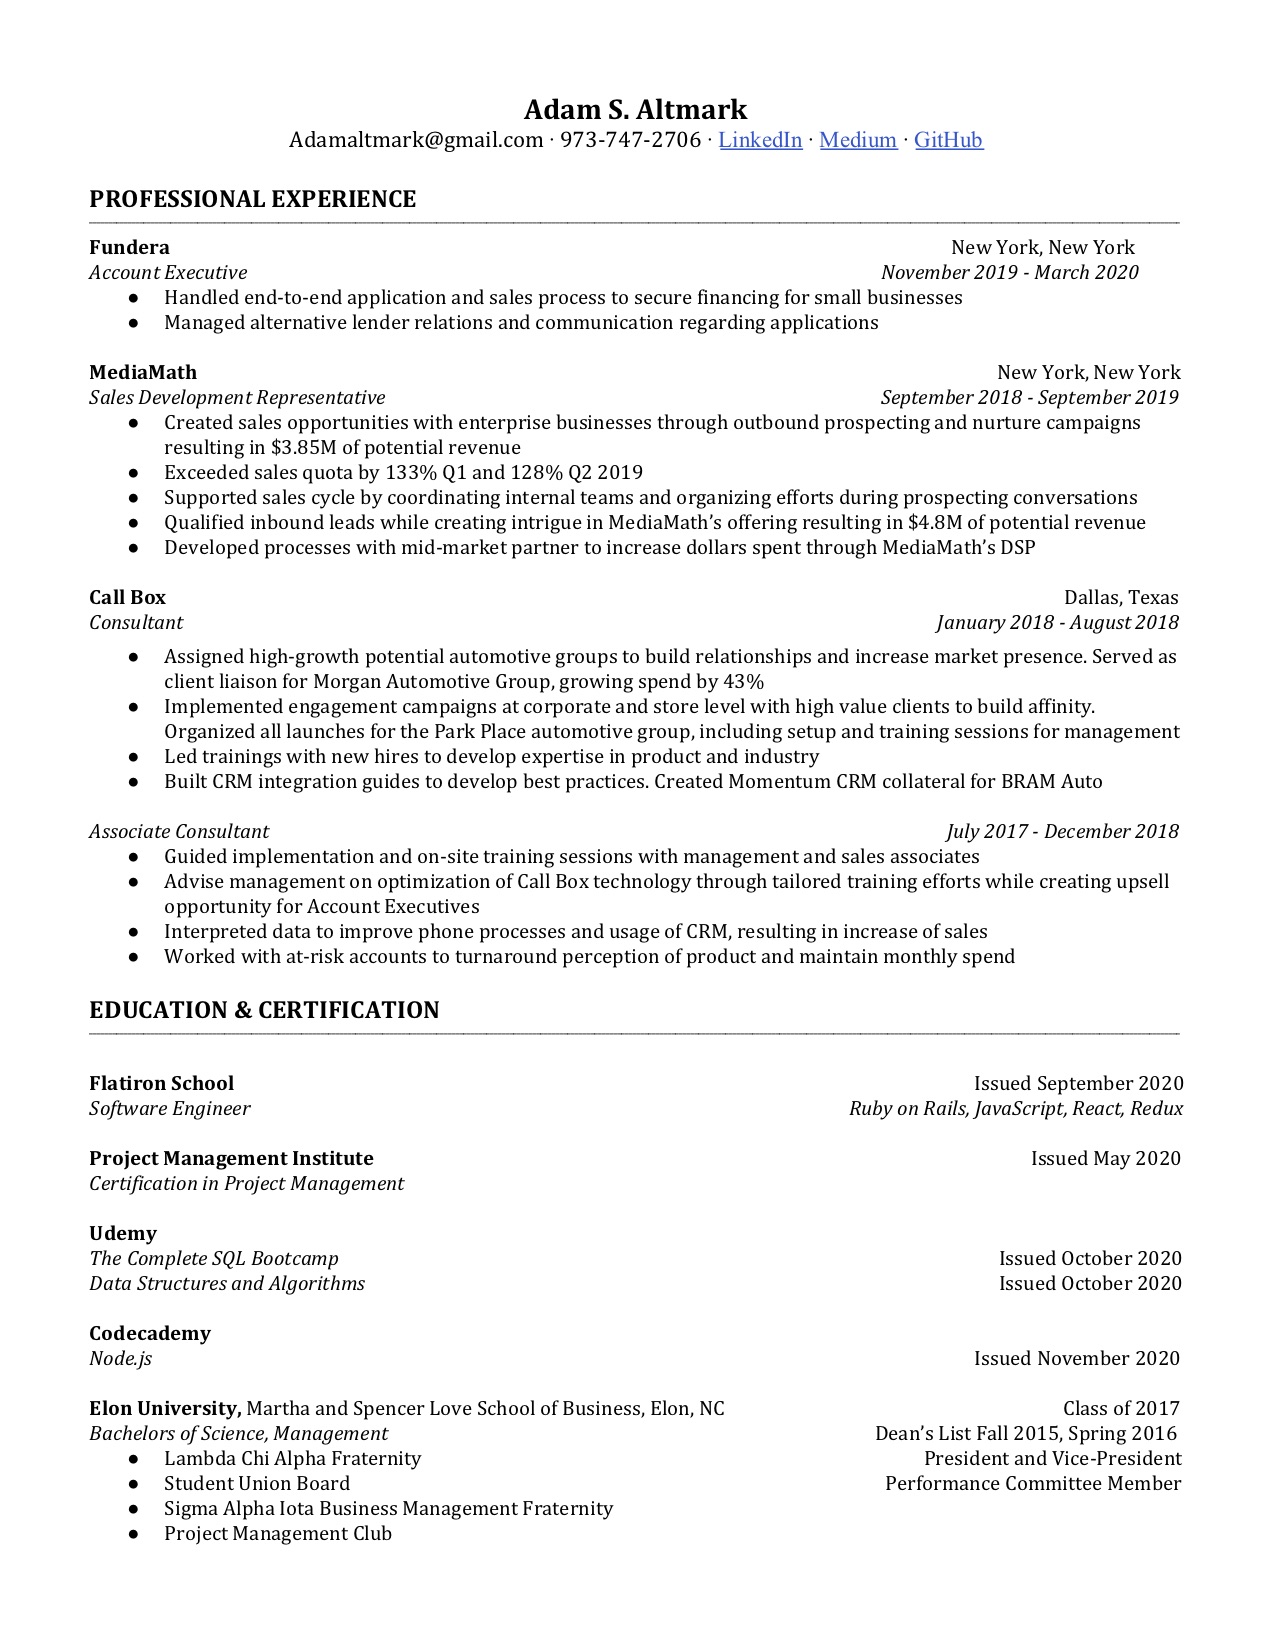 Adam S. Altmark
Adamaltmark@gmail.com · 973-747-2706 · LinkedIn · Medium · GitHub
PROFESSIONAL EXPERIENCE
Fundera New York, New York
Account Executive November 2019 - March 2020
● Handled end-to-end application and sales process to secure financing for small businesses
● Managed alternative lender relations and communication regarding applications
MediaMath New York, New York
Sales Development Representative September 2018 - September 2019
● Created sales opportunities with enterprise businesses through outbound prospecting and nurture campaigns
resulting in $3.85M of potential revenue
● Exceeded sales quota by 133% Q1 and 128% Q2 2019
● Supported sales cycle by coordinating internal teams and organizing efforts during prospecting conversations
● Qualified inbound leads while creating intrigue in MediaMath’s offering resulting in $4.8M of potential revenue
● Developed processes with mid-market partner to increase dollars spent through MediaMath’s DSP
Call Box Dallas, Texas
Consultant January 2018 - August 2018
● Assigned high-growth potential automotive groups to build relationships and increase market presence. Served as
client liaison for Morgan Automotive Group, growing spend by 43%
● Implemented engagement campaigns at corporate and store level with high value clients to build affinity.
Organized all launches for the Park Place automotive group, including setup and training sessions for management
● Led trainings with new hires to develop expertise in product and industry
● Built CRM integration guides to develop best practices. Created Momentum CRM collateral for BRAM Auto
Associate Consultant July 2017 - December 2018
● Guided implementation and on-site training sessions with management and sales associates
● Advise management on optimization of Call Box technology through tailored training efforts while creating upsell
opportunity for Account Executives
● Interpreted data to improve phone processes and usage of CRM, resulting in increase of sales
● Worked with at-risk accounts to turnaround perception of product and maintain monthly spend
EDUCATION & CERTIFICATION
Flatiron School Issued September 2020
Software Engineer Ruby on Rails, JavaScript, React, Redux
Project Management Institute Issued May 2020
Certification in Project Management
Udemy
The Complete SQL Bootcamp Issued October 2020
Data Structures and Algorithms Issued October 2020
Codecademy
Node.js Issued November 2020
Elon University, Martha and Spencer Love School of Business, Elon, NC Class of 2017
Bachelors of Science, Management Dean’s List Fall 2015, Spring 2016
● Lambda Chi Alpha Fraternity President and Vice-President
● Student Union Board Performance Committee Member
● Sigma Alpha Iota Business Management Fraternity
● Project Management Club